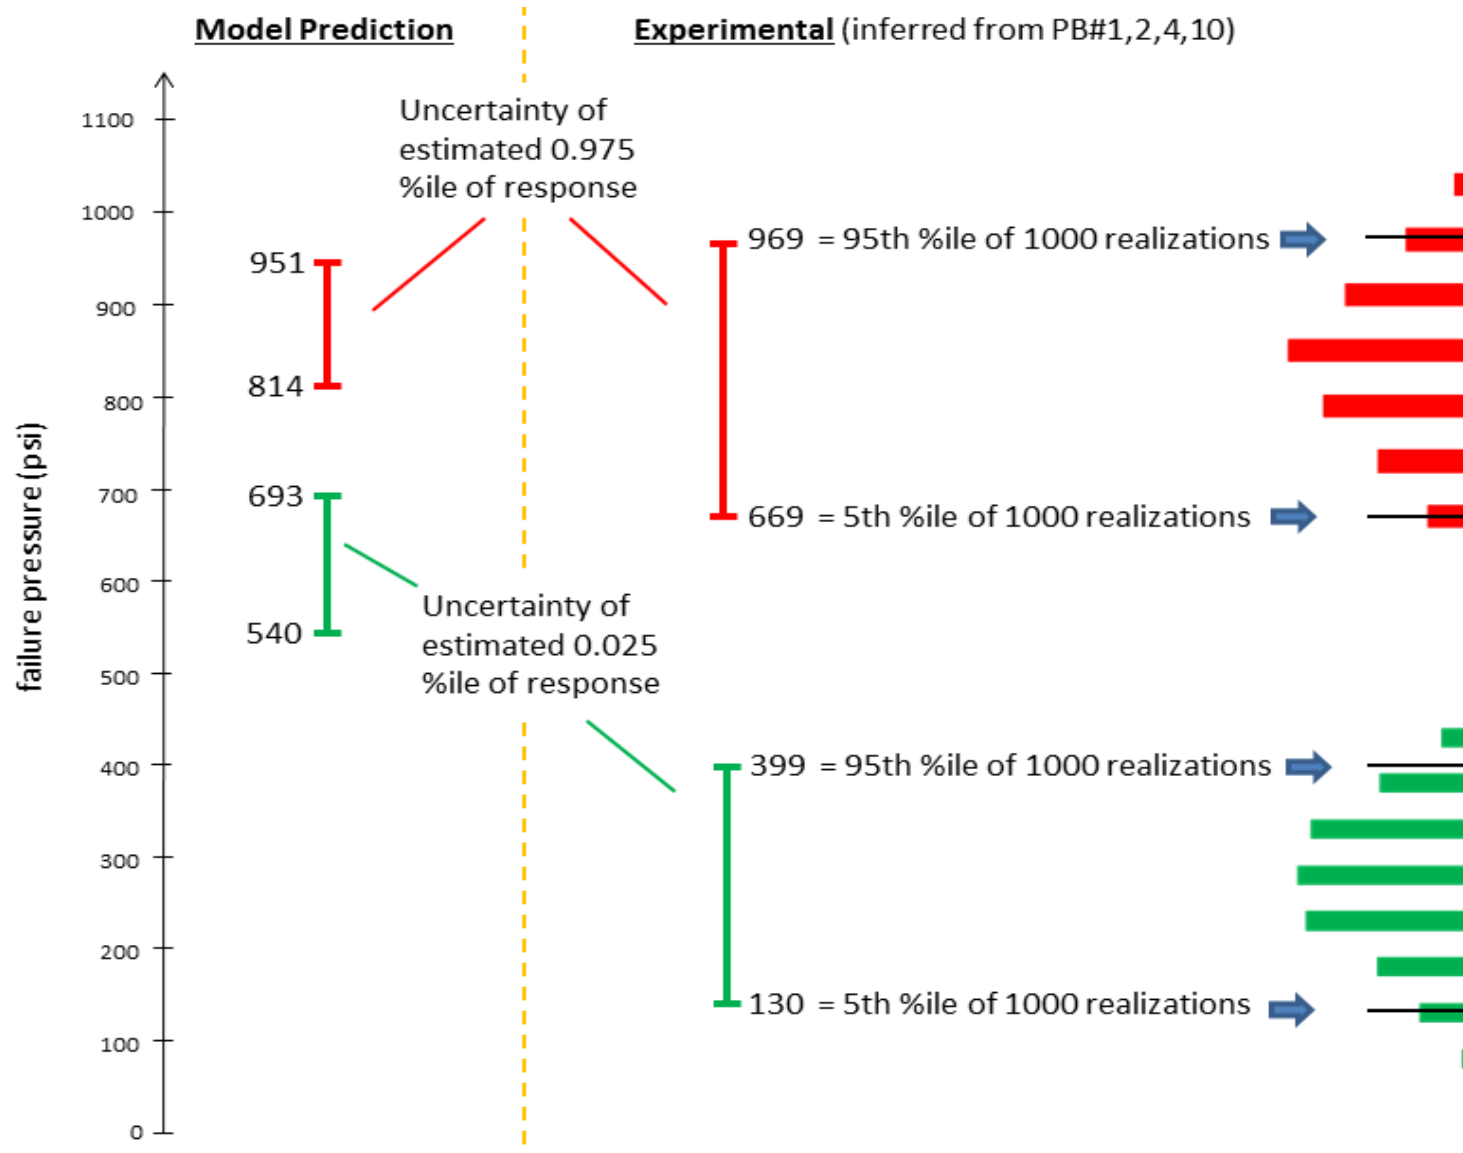 Model Prediction
Experimental (inferred from PB#1,2,4,10)
Uncertainty of
estimated 0.975
%ile of response
1100
1000
900
800
700
600
500
400
300
200
100
0
failure pressure (psi)
951
814
693
540
969 = 95th %ile of 1000 realizations
669 = 5th %ile of 1000 realizations
Uncertainty of
estimated 0.025
%ile of response
399 = 95th %ile of 1000 realizations
130 = 5th %ile of 1000 realizations